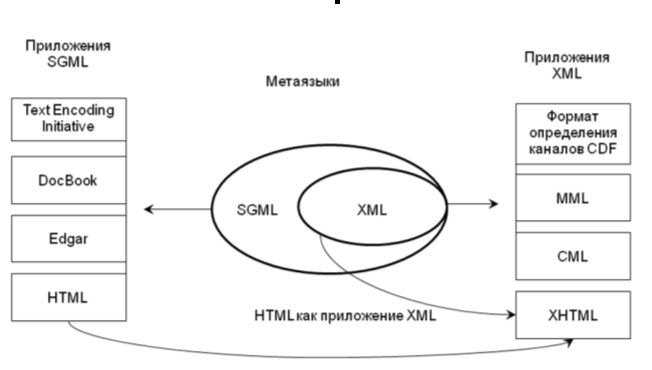 Приложения
SGML
Text Encoding
Initiative
DocBook
Edgar
HTML
Метаязыки
SGML
XML
HTML как приложение XML
Приложения
XML
Формат
определения
каналов CDF
MML
CML
XHTML